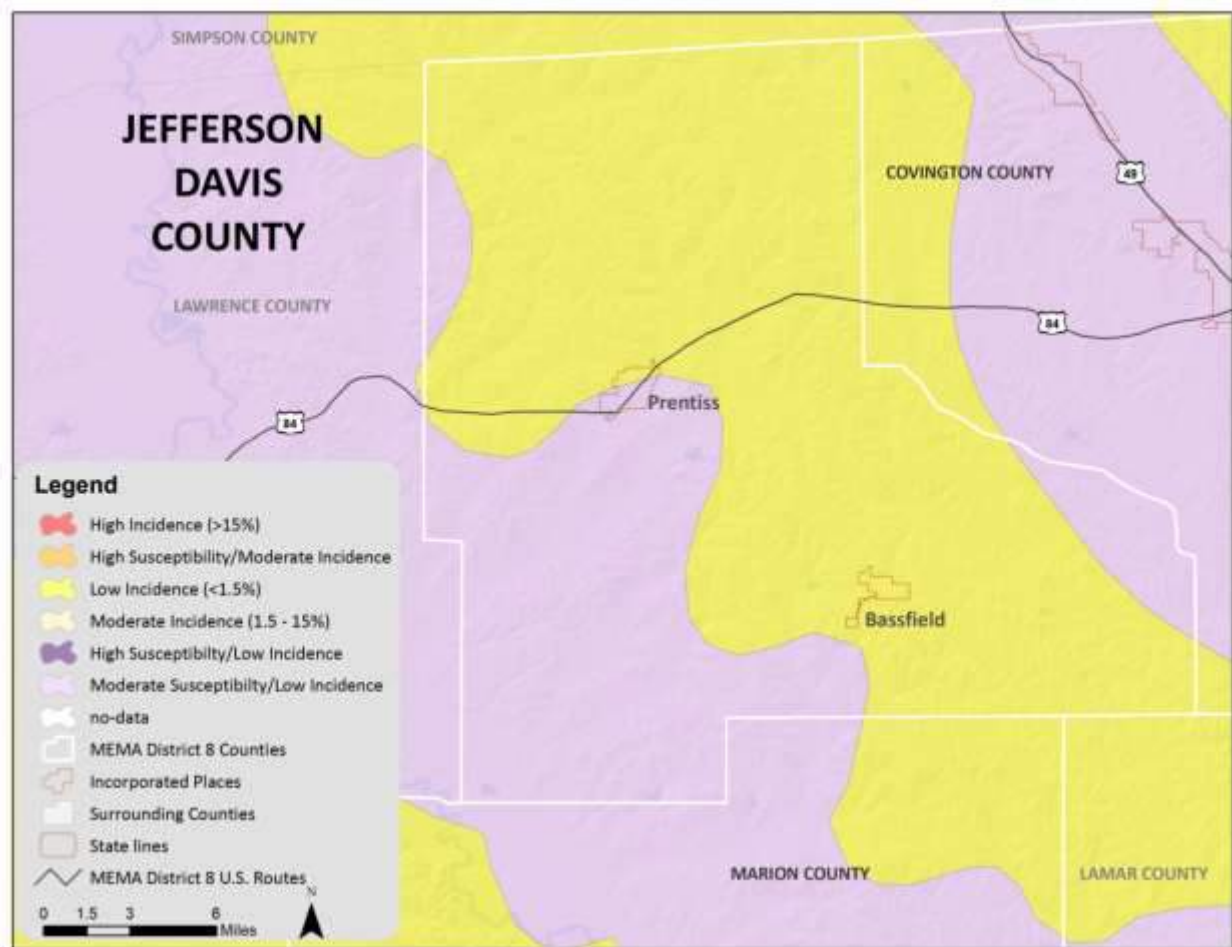 SIMPSON COUNTY
JEFFERSON
DAVIS
COUNTY
COVINGTON COUNTY
49
LAWRENCE COUNTY
84
Prentiss
84
Legend
High Incidence (>15%)
High Susceptibility/Moderate Incidence
Low Incidence (<1.5%)
Moderate Incidence (1.5 - 15%)
High Susceptibilty/Low Incidence
Moderate Susceptibilty/Low Incidence
no-data
MEMA District 8 Counties
Incorporated Places
Surrounding Counties
State lines
MEMA District 8 U.S. Routes
N
0 1.5 3 6
Miles
Bassfield
MARION COUNTY
LAMAR COUNTY